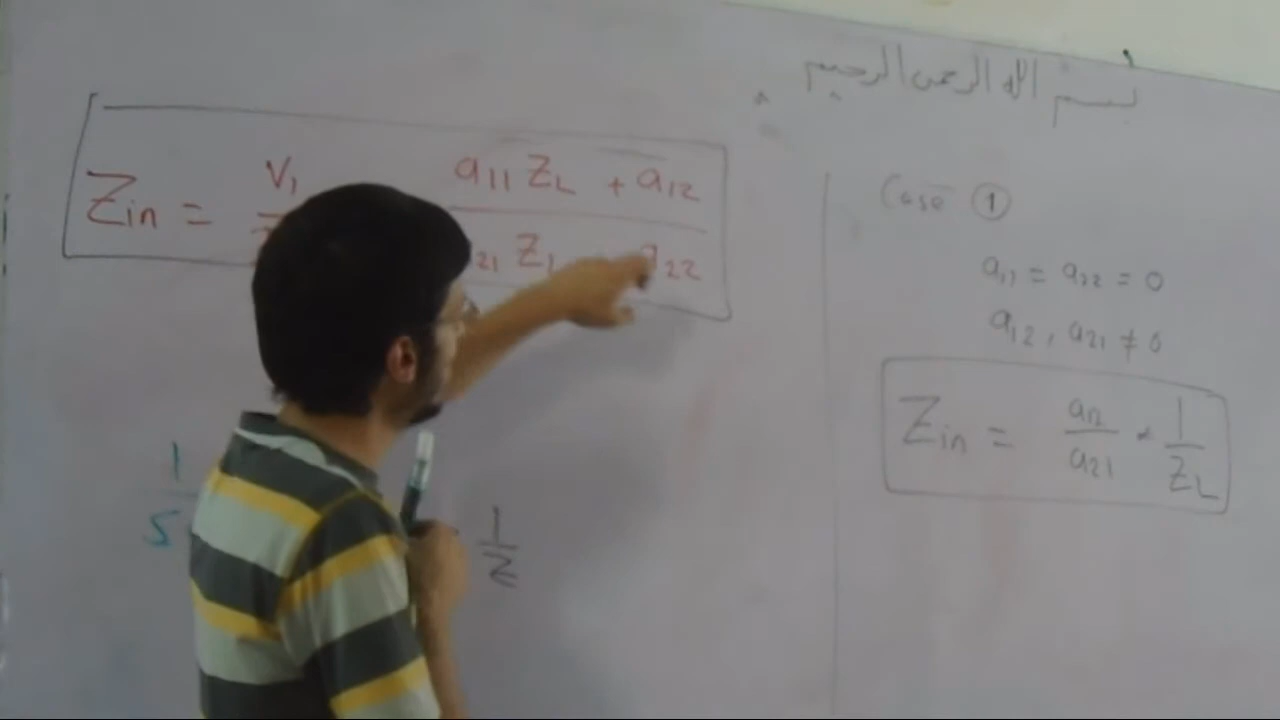 بسم الله الرحمن الرحيم
Zin = V1 a11 ZL + a12
21 ZL a22
Case 1
a11 = a22 = 0
a12 , a21 ≠ 0
Zin = a12 / a21 * 1 / ZL
1 / S
1 / Z